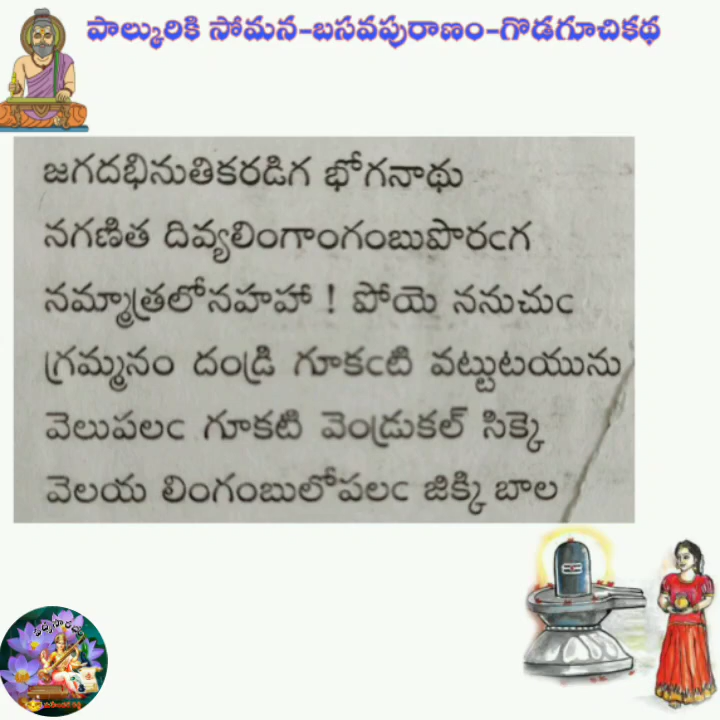 పాల్కురికి సోమన-బసవపురాణం-గొడగూచికథ
జగదభినుతికరడిగ భోగనాథు
నగణిత దివ్యలింగాంగంబుపొరఁగ
నమ్మాత్రలోనహహా ! పోయె ననుచుఁ
గ్రమ్మనం దండ్రి గూకఁటి వట్టుటయును
వెలుపలఁ గూకటి వెండ్రుకల్ సిక్కె
వెలయ లింగంబులోపలఁ జిక్కి బాల